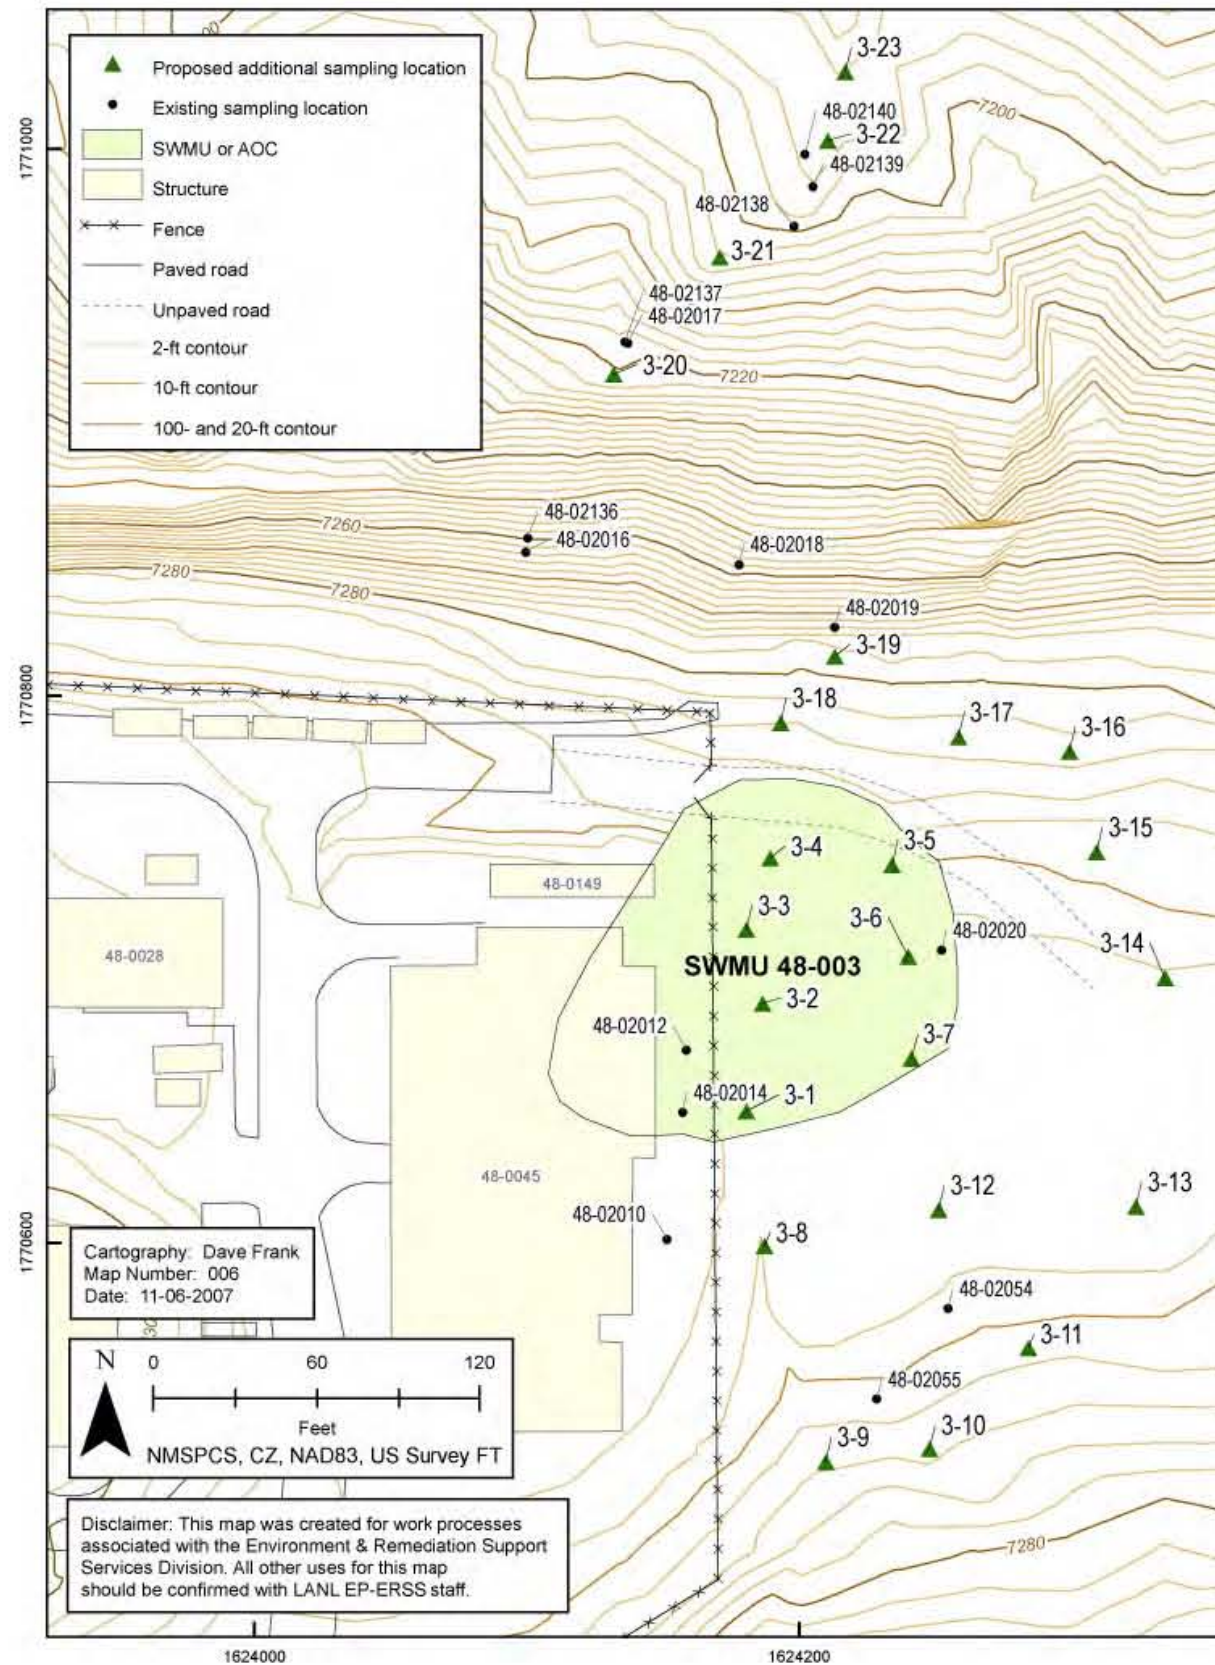 Proposed additional sampling location
Existing sampling location
SWMU or AOC
Structure
Fence
Paved road
Unpaved road
2-ft contour
10-ft contour
100- and 20-ft contour
3-23
7200
48-02140
3-22
48-02139
48-02138
3-21
48-02137
48-02017
3-20
7220
48-02136
7260
48-02016
48-02018
7280
7280
48-02019
3-19
3-18
3-17
3-16
3-15
3-4
3-5
48-0149
3-3
3-6
48-02020
3-14
48-0028
SWMU 48-003
3-2
48-02012
3-7
48-02014
3-1
48-0045
3-12
3-13
48-02010
3-8
48-02054
3-11
48-02055
3-10
3-9
7280
Cartography: Dave Frank
Map Number: 006
Date: 11-06-2007
N 0 60 120
Feet
NMSPCS, CZ, NAD83, US Survey FT
Disclaimer: This map was created for work processes
associated with the Environment & Remediation Support
Services Division. All other uses for this map
should be confirmed with LANL EP-ERSS staff.
1771000
1770800
1770600
1624000
1624200